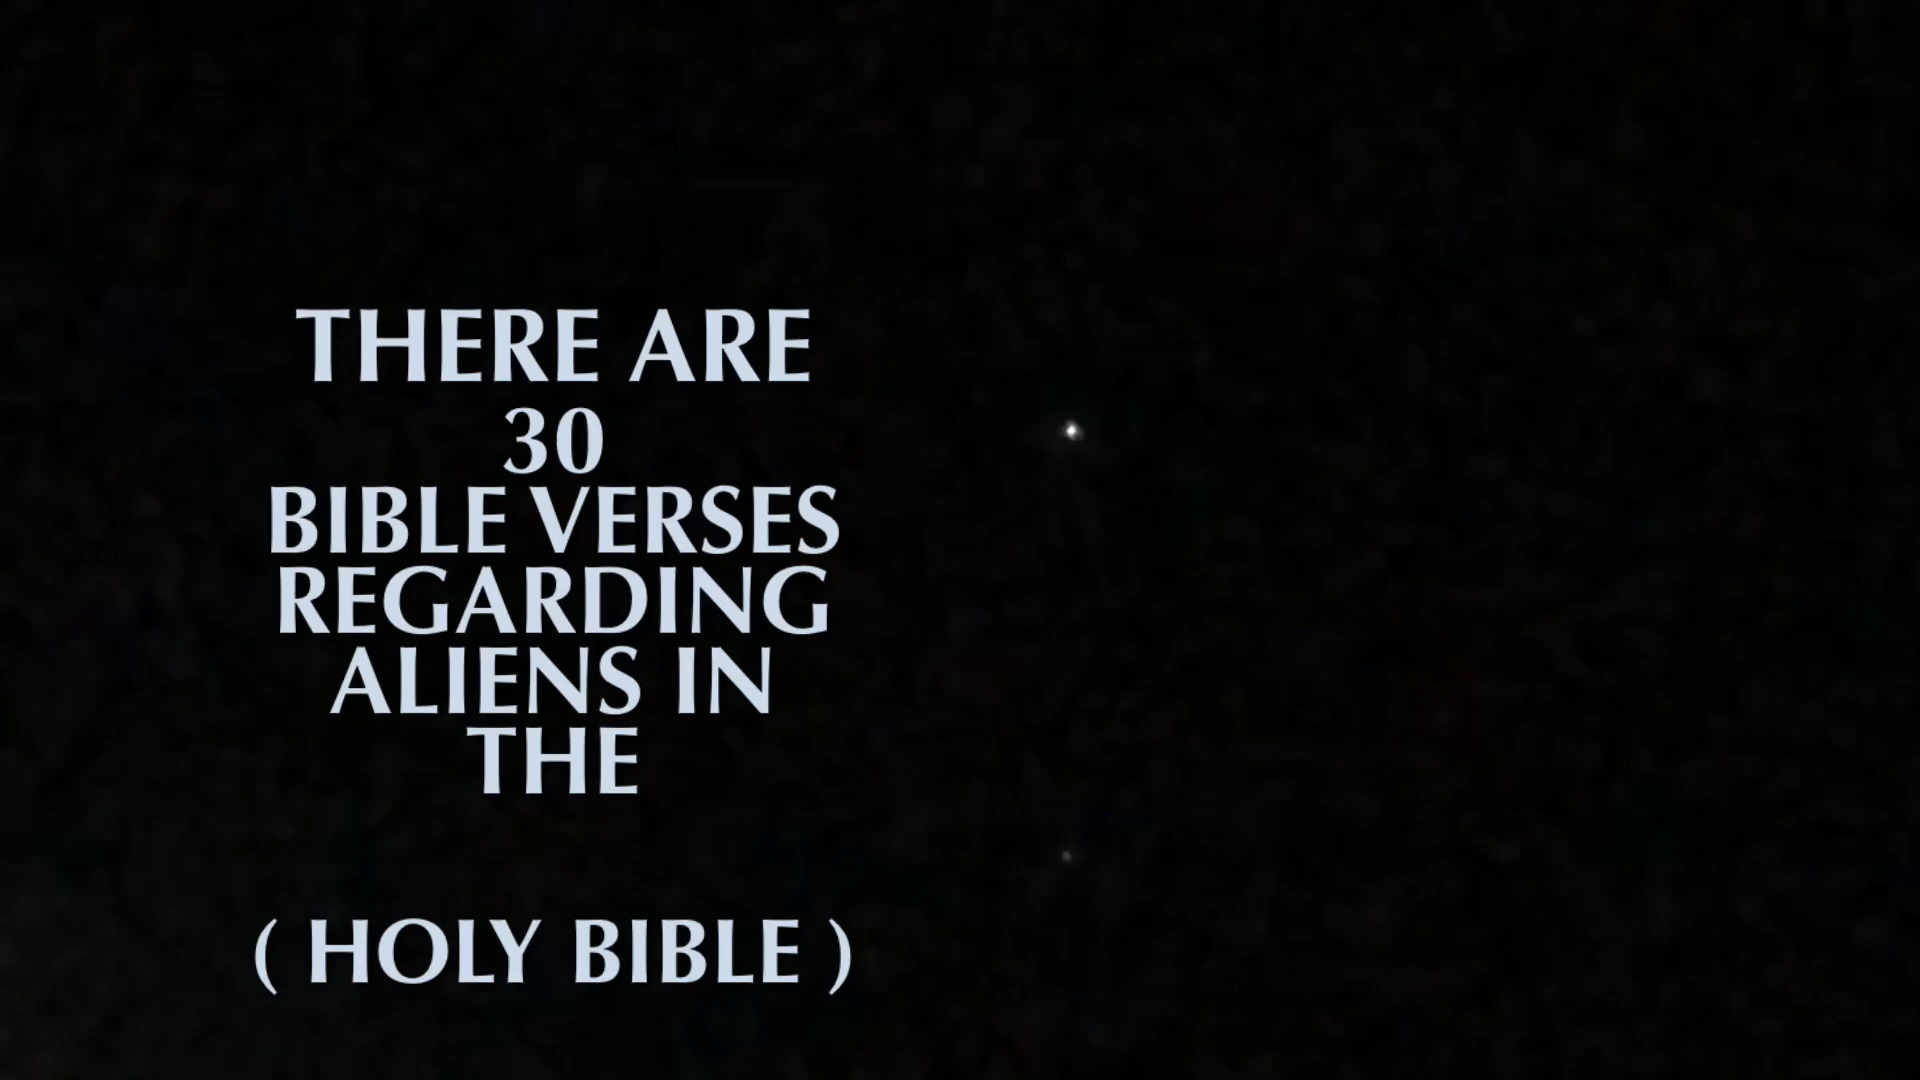 THERE ARE
30
BIBLE VERSES
REGARDING
ALIENS IN
THE
( HOLY BIBLE )